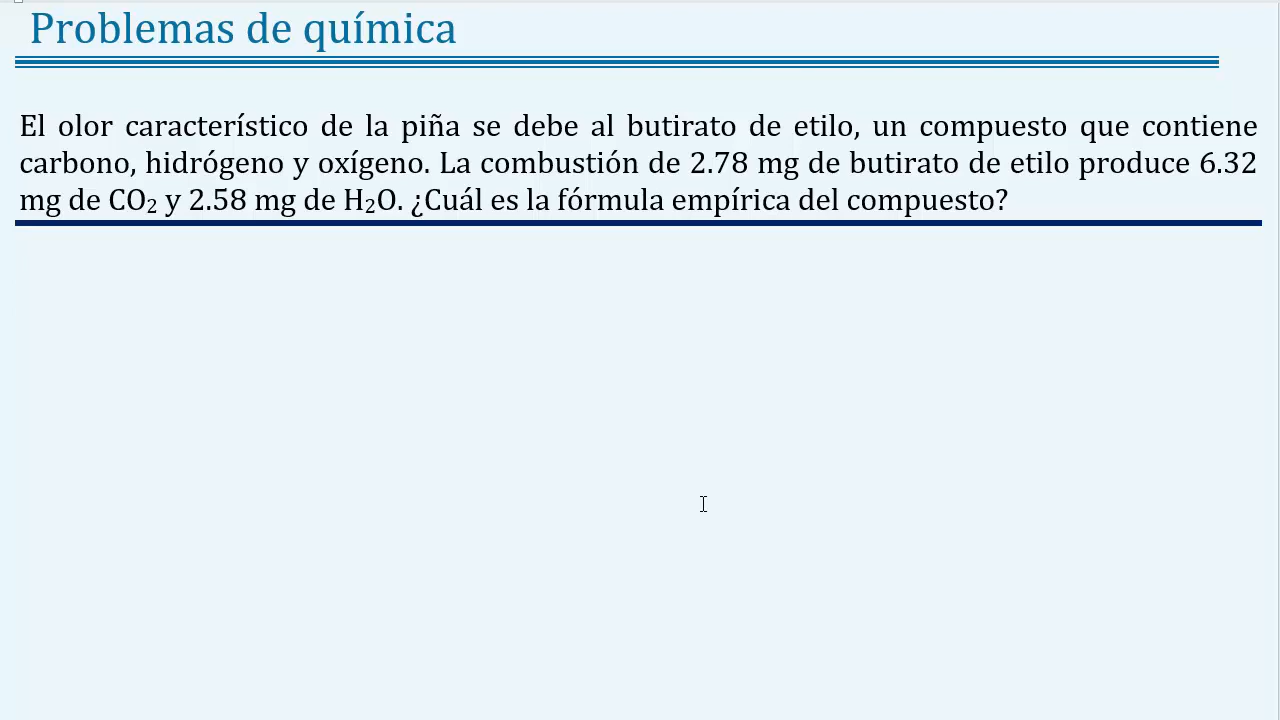 Problemas de química
El olor característico de la piña se debe al butirato de etilo, un compuesto que contiene
carbono, hidrógeno y oxígeno. La combustión de 2.78 mg de butirato de etilo produce 6.32
mg de CO₂ y 2.58 mg de H₂O. ¿Cuál es la fórmula empírica del compuesto?